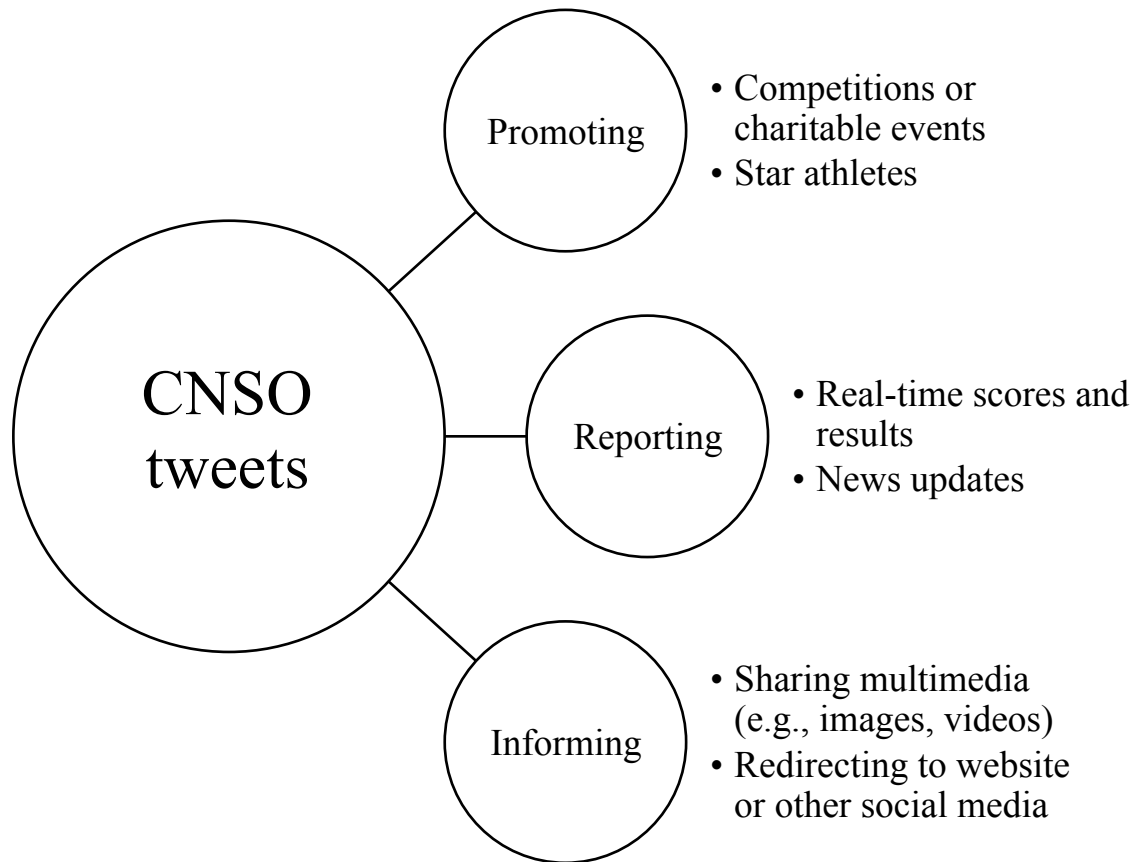 CNSO
tweets
Promoting
• Competitions or
charitable events
• Star athletes
Reporting
• Real-time scores and
results
• News updates
Informing
• Sharing multimedia
(e.g., images, videos)
• Redirecting to website
or other social media